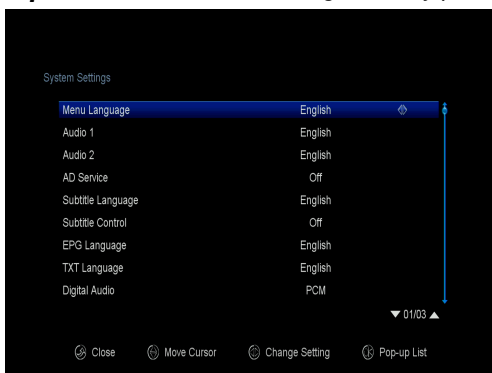 System Settings
Menu Language English
Audio 1 English
Audio 2 English
AD Service Off
Subtitle Language English
Subtitle Control Off
EPG Language English
TXT Language English
Digital Audio PCM
▼ 01/03 ▲
Close Move Cursor Change Setting Pop-up List